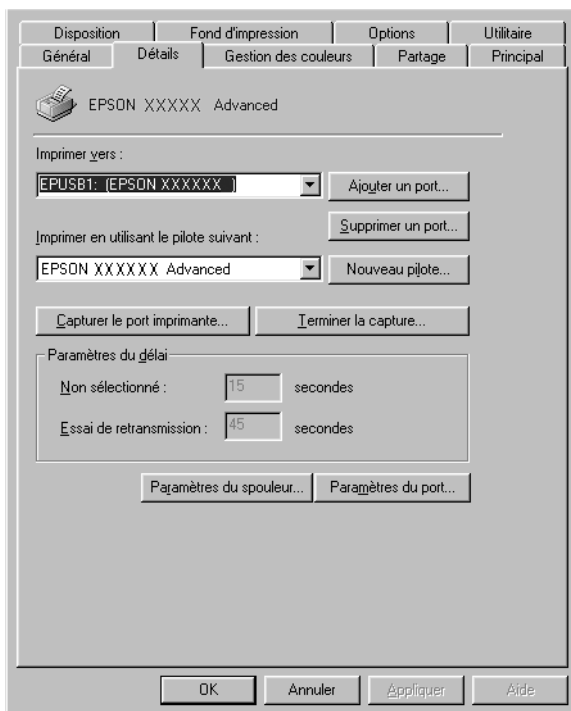 Disposition Fond d'impression Options Utilitaire
Général Détails Gestion des couleurs Partage Principal
EPSON XXXXX Advanced
Imprimer vers :
EPUSB1: (EPSON XXXXXX ) Ajouter un port...
Supprimer un port...
Imprimer en utilisant le pilote suivant :
EPSON XXXXXX Advanced Nouveau pilote...
Capturer le port imprimante... Terminer la capture...
Paramètres du délai
Non sélectionné : 15 secondes
Essai de retransmission : 45 secondes
Paramètres du spouleur... Paramètres du port...
OK Annuler Appliquer Aide